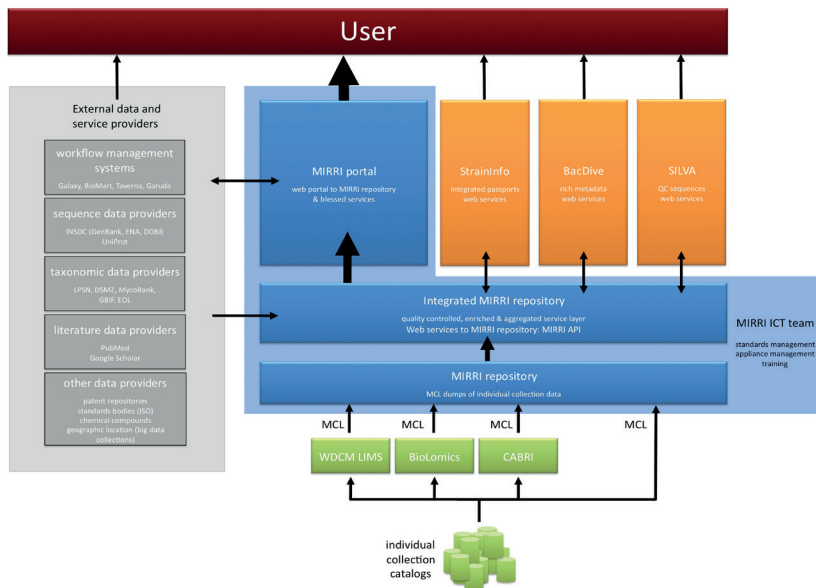 User
External data and
service providers
workflow management
systems
Galaxy, BioMart, Taverna, Garuda
sequence data providers
INSDC (GenBank, ENA, DDBJ)
UniProt
taxonomic data providers
LPSN, DSMZ, MycoBank,
GBIF, EOL
literature data providers
PubMed
Google Scholar
other data providers
patent repositories
standards bodies (ISO)
chemical compounds
geographic location (big data
collections)
MIRRI portal
web portal to MIRRI repository
& blessed services
StrainInfo
integrated passports
web services
BacDive
rich metadata
web services
SILVA
QC sequences
web services
Integrated MIRRI repository
quality controlled, enriched & aggregated service layer
Web services to MIRRI repository: MIRRI API
MIRRI ICT team
standards management
appliance management
training
MIRRI repository
MCL dumps of individual collection data
MCL MCL MCL MCL
WDCM LIMS BioLomics CABRI
individual
collection
catalogs